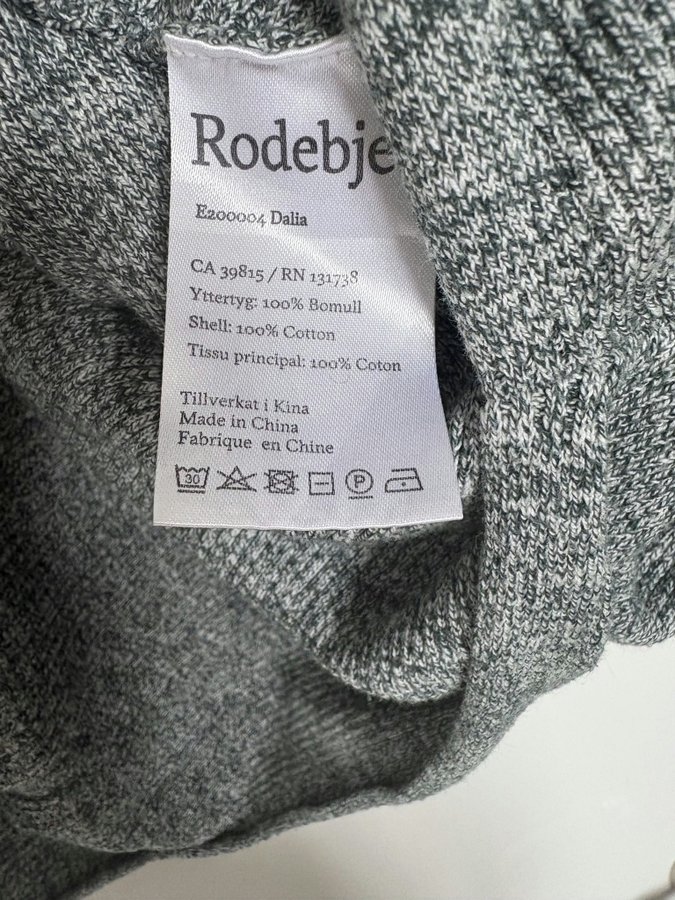 Rodebje
E200004 Dalia
CA 39815 / RN 131738
Yttertyg: 100% Bomull
Shell: 100% Cotton
Tissu principal: 100% Coton
Tillverkat i Kina
Made in China
Fabrique en Chine
30 P